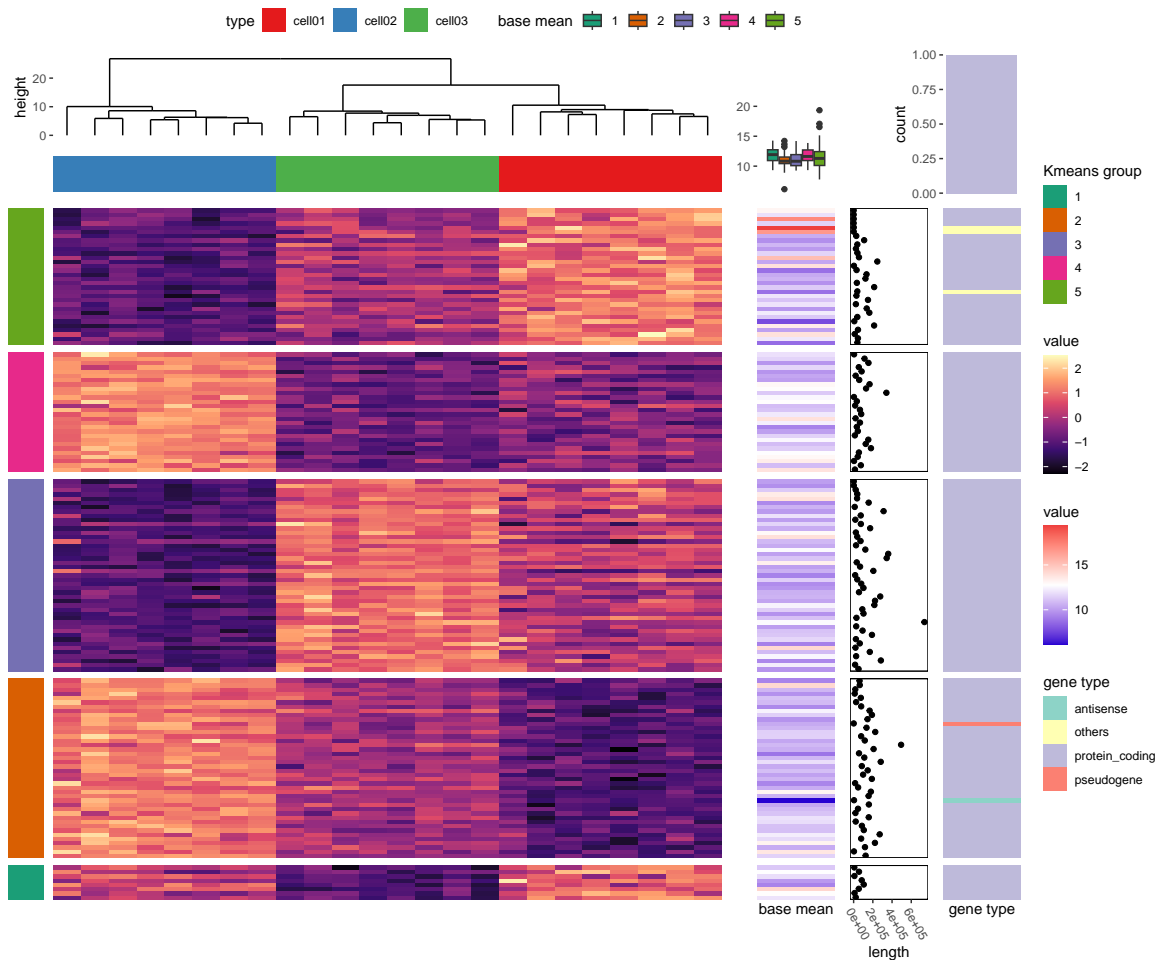 type cell01 cell02 cell03 base mean 1 2 3 4 5
height
20
10
0
20
15
10
count
1.00
0.75
0.50
0.25
0.00
Kmeans group
1
2
3
4
5
value
2
1
0
−1
−2
value
15
10
gene type
antisense
others
protein_coding
pseudogene
base mean
0e+00
2e+05
4e+05
6e+05
length
gene type